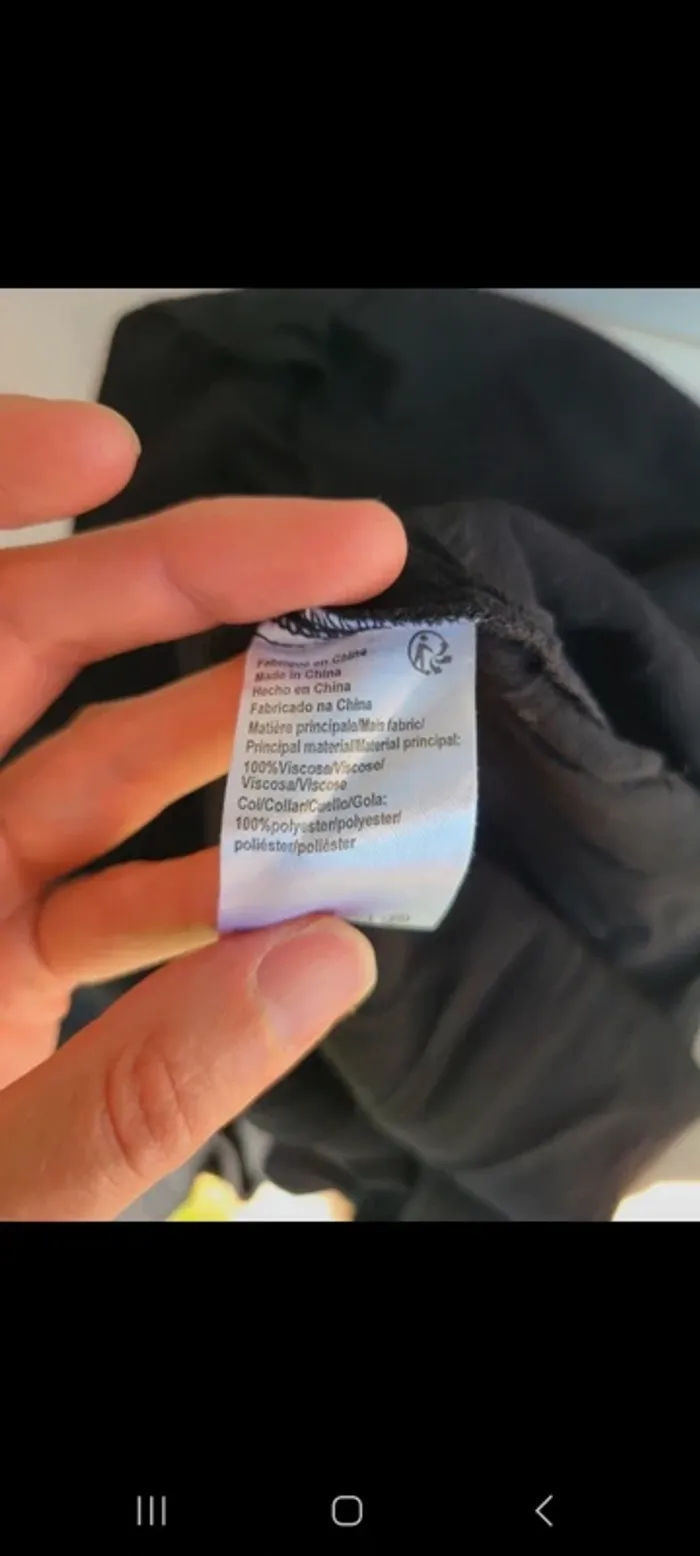 Fabriqué en Chine
Made in China
Hecho en China
Fabricado na China
Matière principale/Main fabric/
Principal material/Material principal:
100%Viscose/Viscose/
Viscosa/Viscose
Col/Collar/Cuello/Gola:
100%polyester/polyester/
poliéster/poliéster